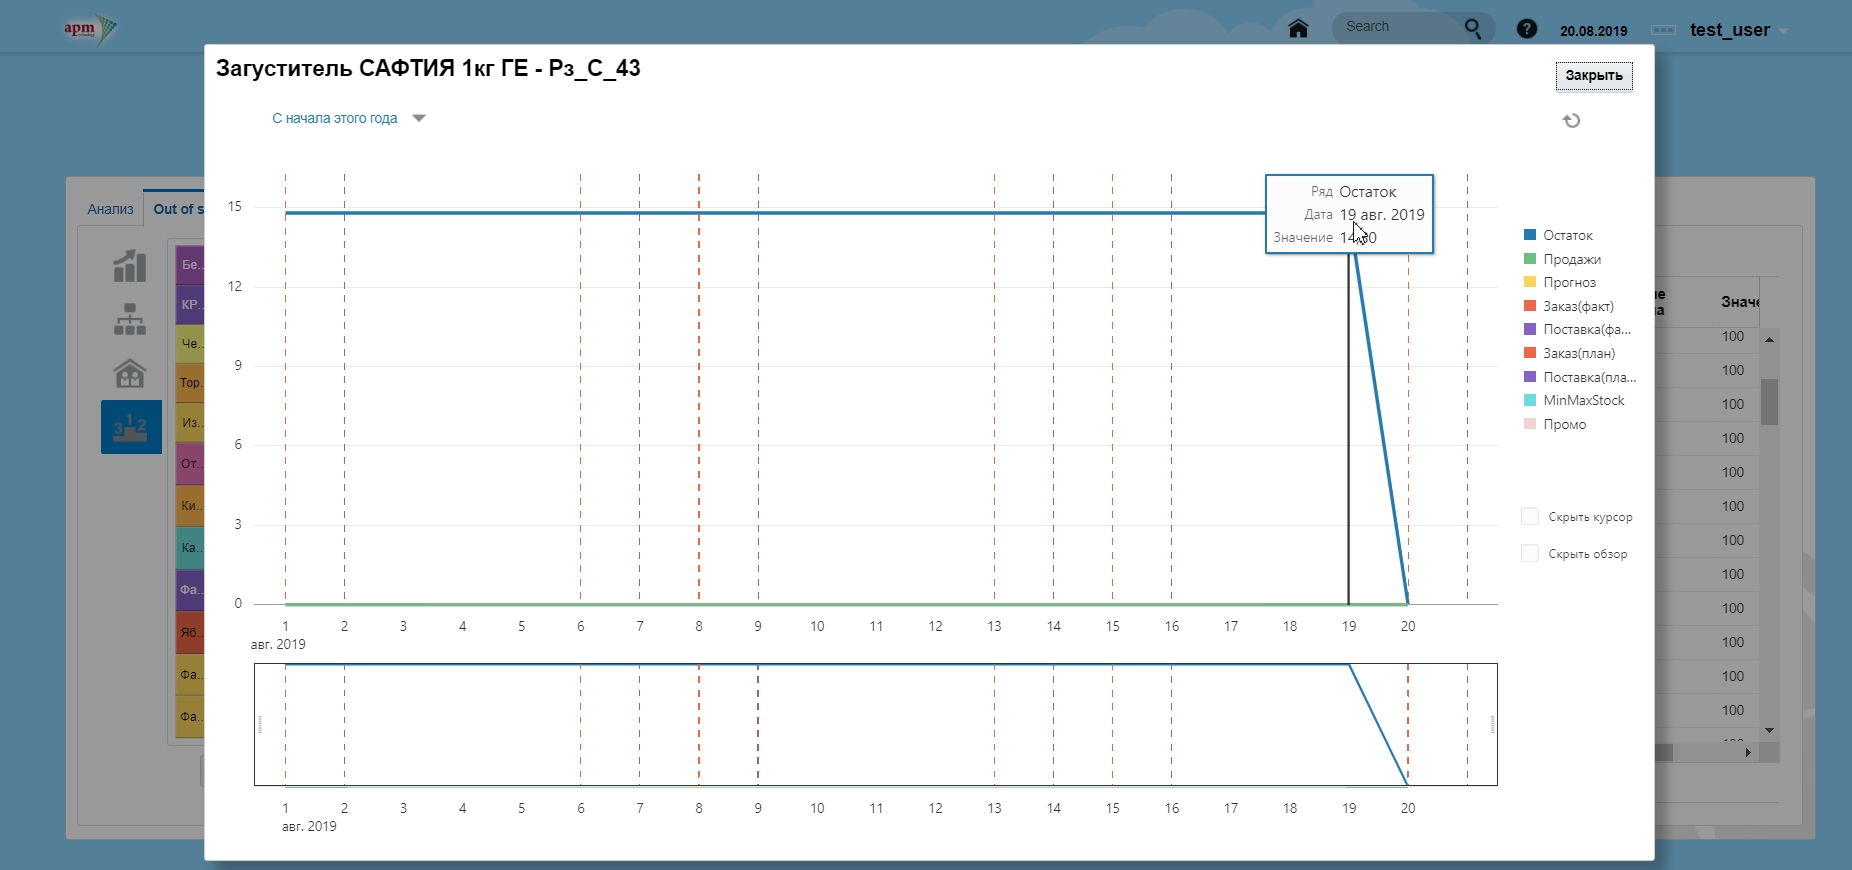 apm
Search
?
20.08.2019
test_user
Загуститель САФТИЯ 1кг ГЕ - Рз_С_43
Закрыть
С начала этого года
Анализ
Out of s
Бе...
КР...
Че...
Тор...
Из...
От...
Ки...
Ка...
Фа...
Яб...
Фа...
Фа...
3 1 2
15
12
9
6
3
0
Ряд Остаток
Дата 19 авг. 2019
Значение
1 2 3 4 5 6 7 8 9 10 11 12 13 14 15 16 17 18 19 20
авг. 2019
1 2 3 4 5 6 7 8 9 10 11 12 13 14 15 16 17 18 19 20
авг. 2019
Остаток
Продажи
Прогноз
Заказ(факт)
Поставка(фа...
Заказ(план)
Поставка(пла...
MinMaxStock
Промо
Скрыть курсор
Скрыть обзор
Значе
100
100
100
100
100
100
100
100
100
100
100
100